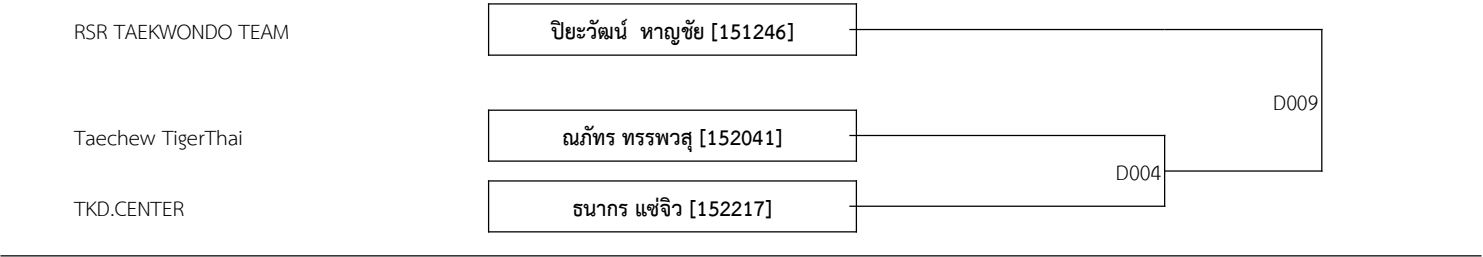 RSR TAEKWONDO TEAM ปิยะวัฒน์  หาญชัย [151246]
D009
Taechew TigerThai ณภัทร ทรรพวสุ [152041]
D004
TKD.CENTER ธนากร แซ่จิว [152217]